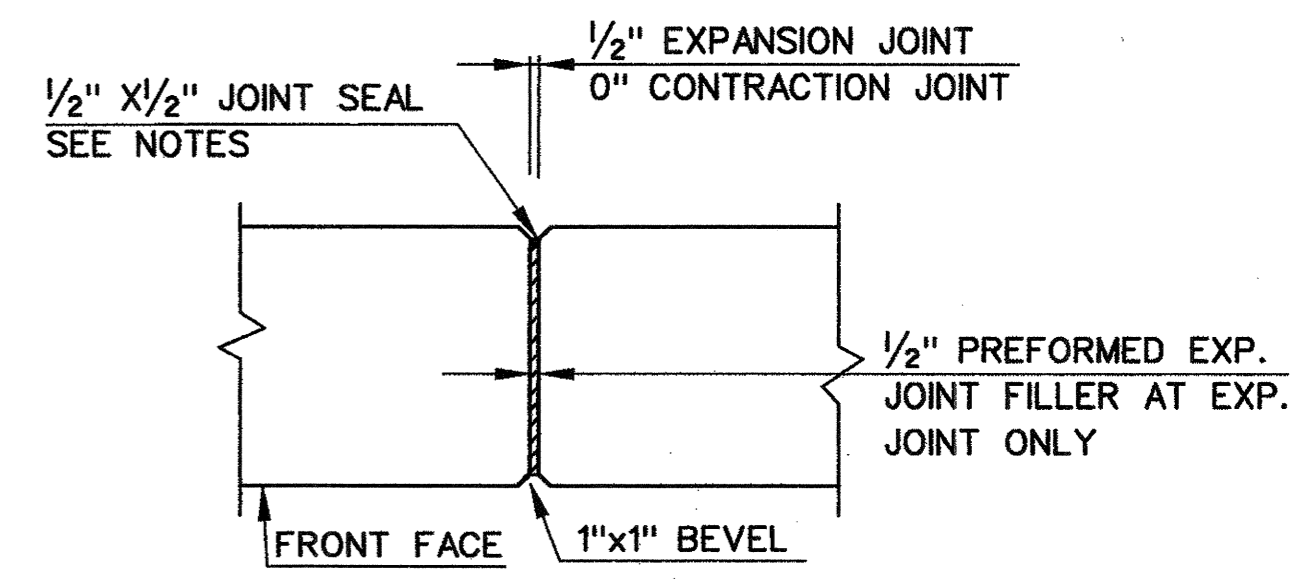 1/2" EXPANSION JOINT
0" CONTRACTION JOINT
1/2" X1/2" JOINT SEAL
SEE NOTES
1/2" PREFORMED EXP.
JOINT FILLER AT EXP.
JOINT ONLY
FRONT FACE
1"x1" BEVEL